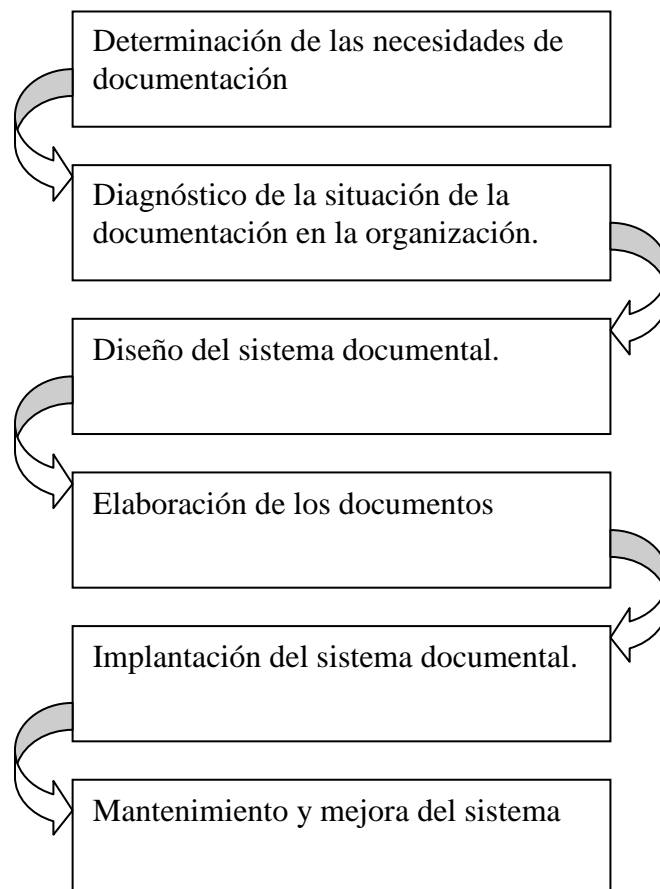 Determinación de las necesidades de
documentación
Diagnóstico de la situación de la
documentación en la organización.
Diseño del sistema documental.
Elaboración de los documentos
Implantación del sistema documental.
Mantenimiento y mejora del sistema